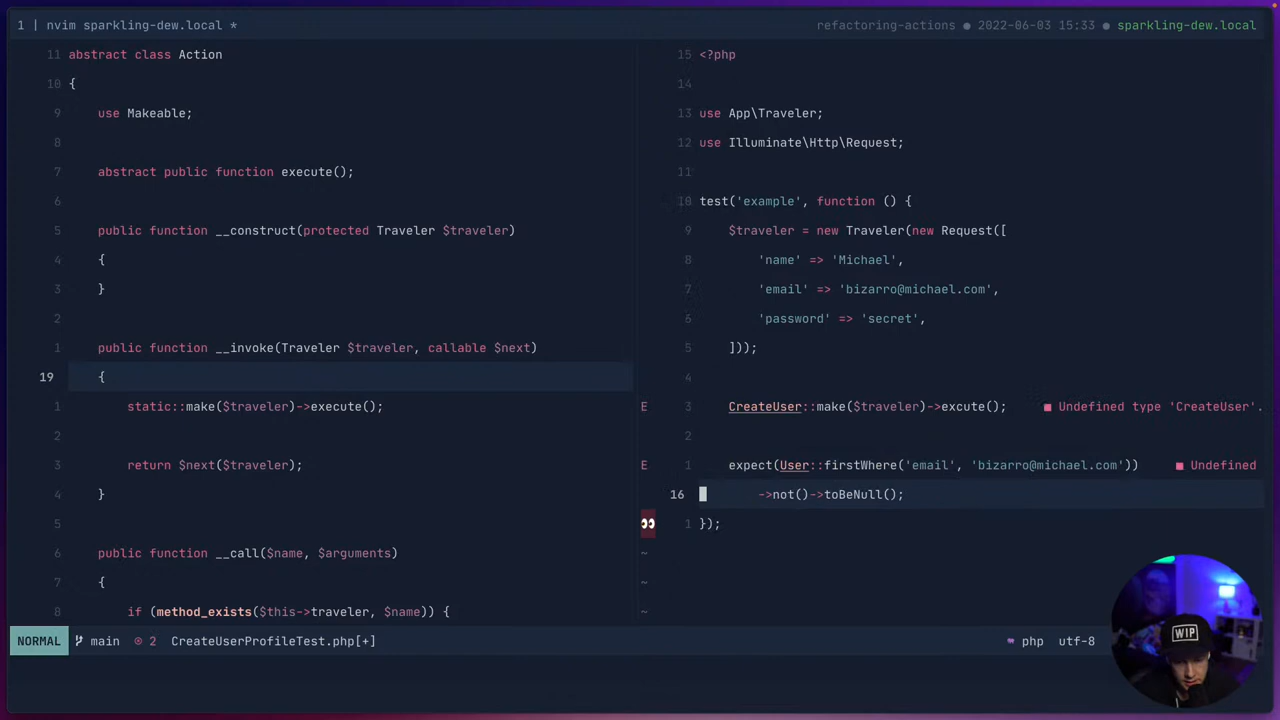 1 | nvim sparkling-dew.local *
refactoring-actions ● 2022-06-03 15:33 ● sparkling-dew.local
11 abstract class Action
10 {
9 use Makeable;
8
7 abstract public function execute();
6
5 public function __construct(protected Traveler $traveler)
4 {
3 }
2
1 public function __invoke(Traveler $traveler, callable $next)
19 {
1 static::make($traveler)->execute();
2
3 return $next($traveler);
4 }
5
6 public function __call($name, $arguments)
7 {
8 if (method_exists($this->traveler, $name)) {
15 <?php
14
13 use App\Traveler;
12 use Illuminate\Http\Request;
11
10 test('example', function () {
9 $traveler = new Traveler(new Request([
8 'name' => 'Michael',
7 'email' => 'bizarro@michael.com',
6 'password' => 'secret',
5 ]));
4
E 3 CreateUser::make($traveler)->excute(); ■ Undefined type 'CreateUser'.
2
E 1 expect(User::firstWhere('email', 'bizarro@michael.com')) ■ Undefined
16 ->not()->toBeNull();
1 });
~
~
~
NORMAL main 2 CreateUserProfileTest.php[+] php utf-8
WIP